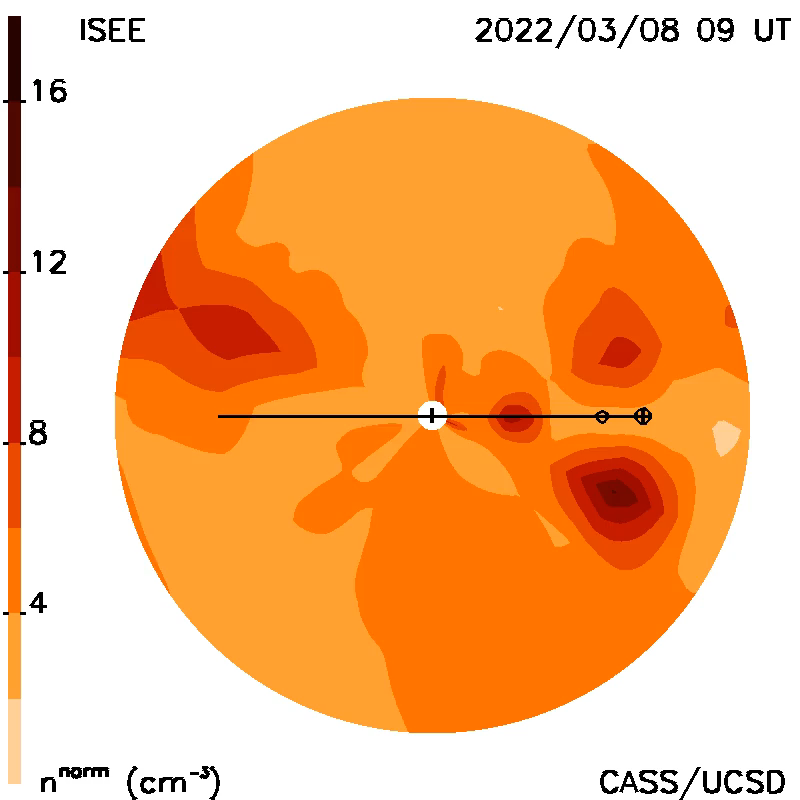 ISEE
2022/03/08 09 UT
16
12
8
4
n^norm (cm^-3)
CASS/UCSD